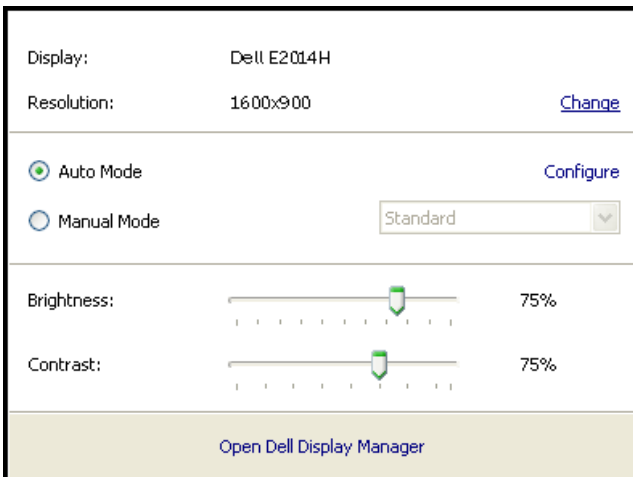 Display: Dell E2014H
Resolution: 1600x900 Change
Auto Mode Configure
Manual Mode Standard
Brightness: 75%
Contrast: 75%
Open Dell Display Manager